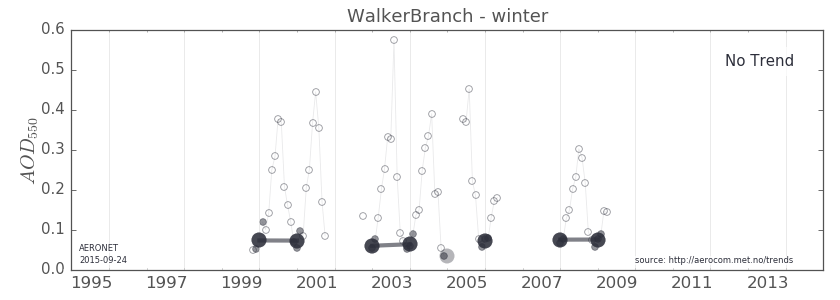 WalkerBranch - winter
0.6
No Trend
0.5
0.4
0.3
AOD550
0.2
0.1
AERONET
2015-09-24
source: http://aerocom.met.no/trends
0.0
1995 1997 1999 2001 2003 2005 2007 2009 2011 2013